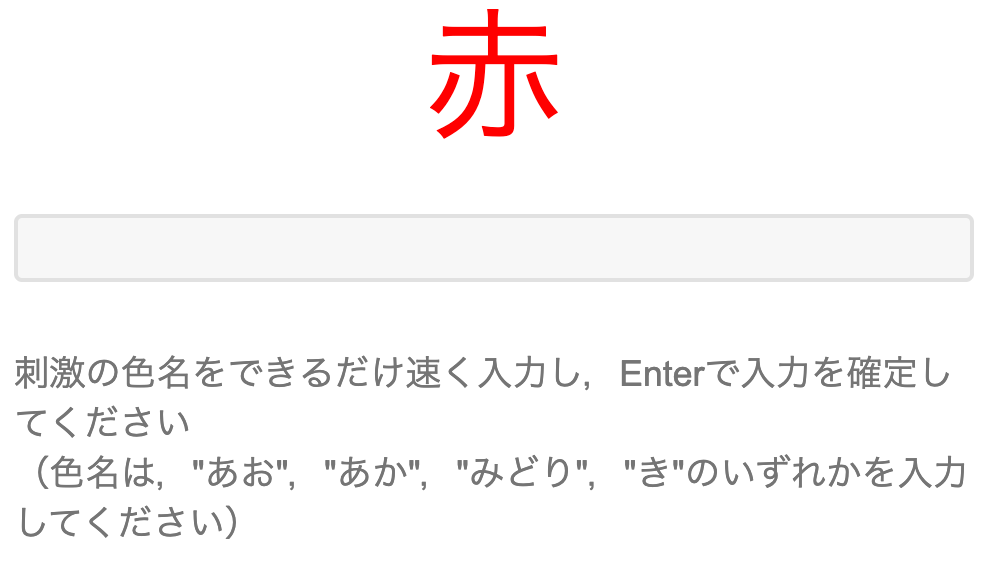 赤
刺激の色名をできるだけ速く入力し，Enterで入力を確定し
てください
（色名は，"あお"，"あか"，"みどり"，"き"のいずれかを入力
してください）